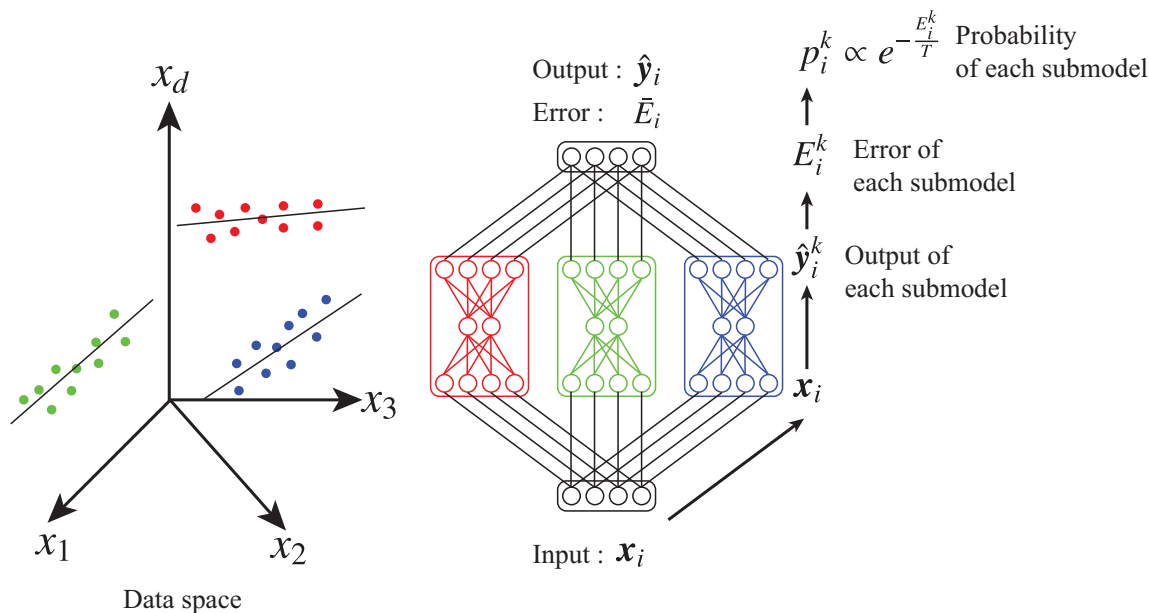 x_d
x_3
x_1
x_2
Data space
Output : ŷ_i
Error : Ē_i
Input : x_i
p_i^k ∝ e^{-\frac{E_i^k}{T}} Probability
of each submodel
E_i^k Error of
each submodel
ŷ_i^k Output of
each submodel
x_i